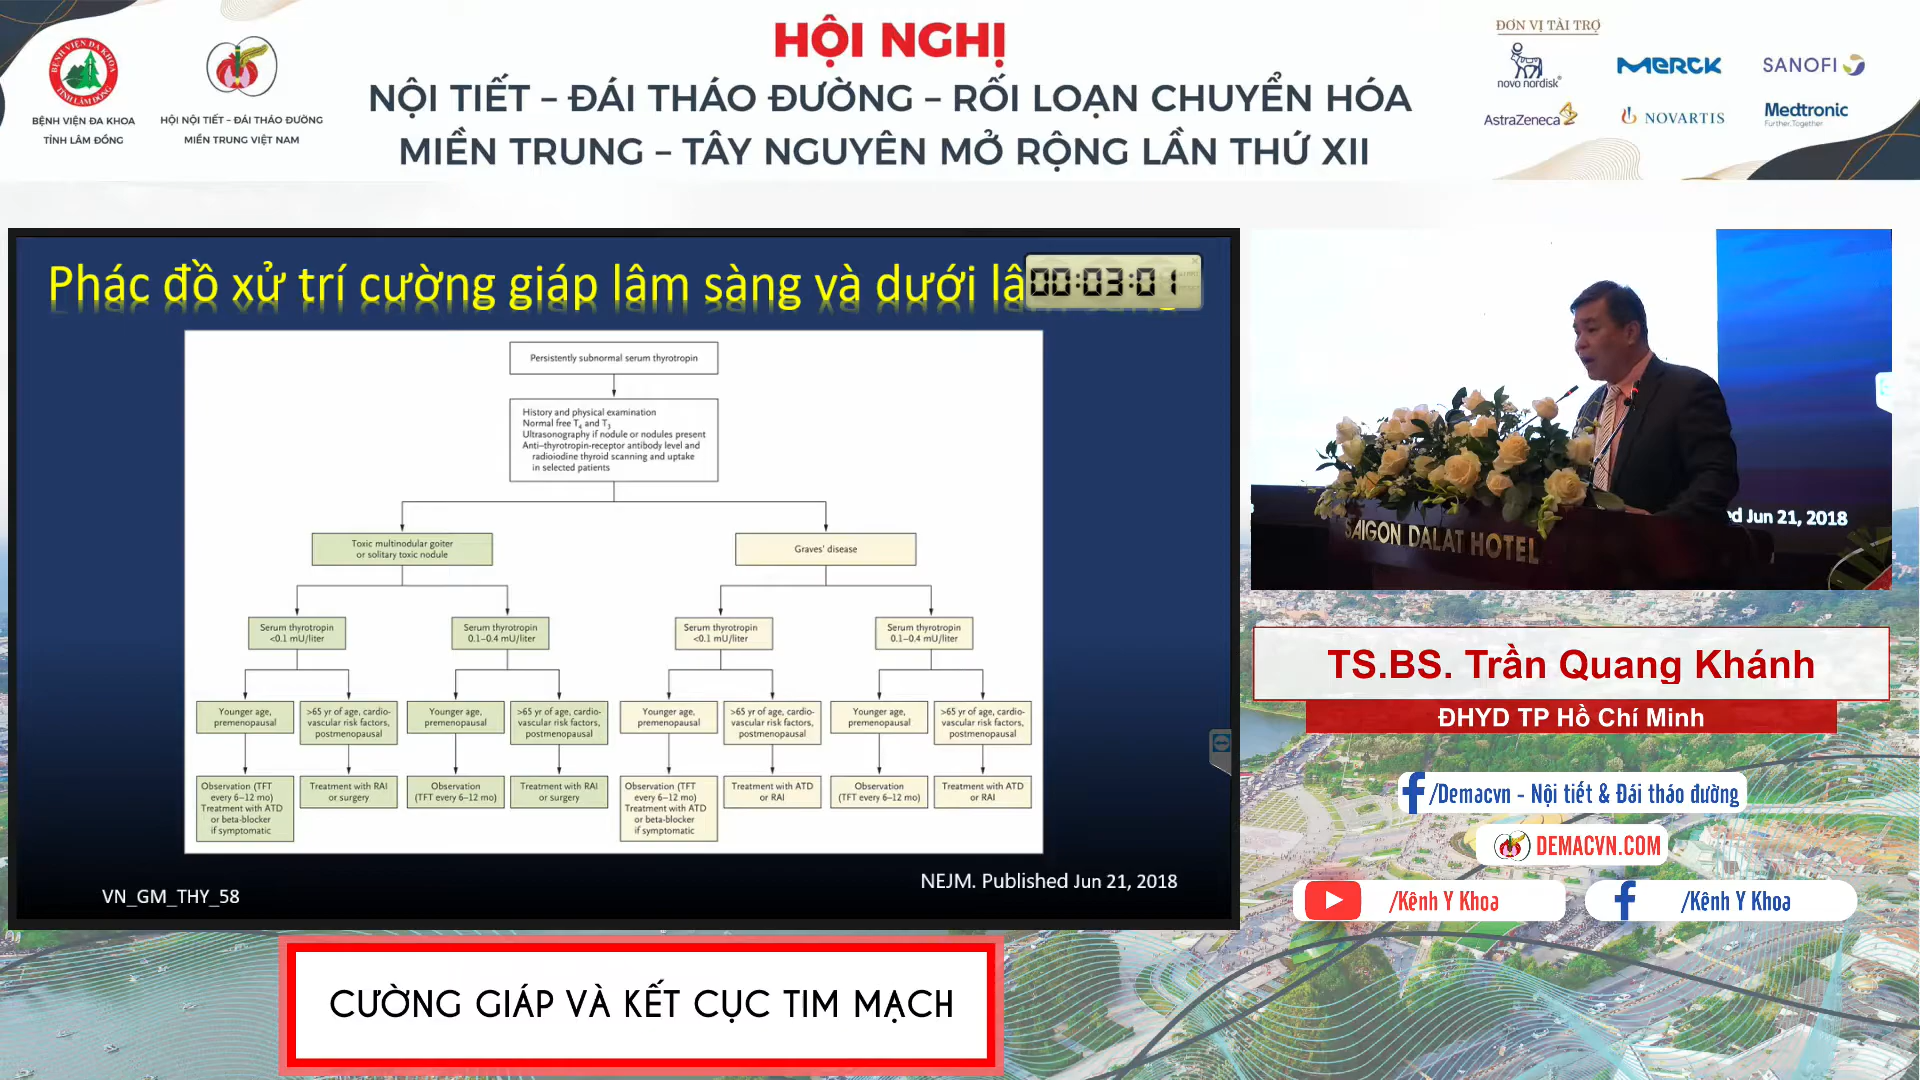 HỘI NGHỊ
NỘI TIẾT – ĐÁI THÁO ĐƯỜNG – RỐI LOẠN CHUYỂN HÓA
MIỀN TRUNG – TÂY NGUYÊN MỞ RỘNG LẦN THỨ XII
BỆNH VIỆN ĐA KHOA
TỈNH LÂM ĐỒNG
BỆNH VIỆN ĐA KHOA
TỈNH LÂM ĐỒNG
HỘI NỘI TIẾT – ĐÁI THÁO ĐƯỜNG
MIỀN TRUNG VIỆT NAM
ĐƠN VỊ TÀI TRỢ
novo nordisk®
MERCK
SANOFI
AstraZeneca
NOVARTIS
Medtronic
Further, Together
Phác đồ xử trí cường giáp lâm sàng và dưới lâ
00:03:01
Persistently subnormal serum thyrotropin
History and physical examination
Normal free T4 and T3
Ultrasonography if nodule or nodules present
Anti–thyrotropin-receptor antibody level and
radioiodine thyroid scanning and uptake
in selected patients
Toxic multinodular goiter
or solitary toxic nodule
Graves' disease
Serum thyrotropin
<0.1 mU/liter
Serum thyrotropin
0.1–0.4 mU/liter
Serum thyrotropin
<0.1 mU/liter
Serum thyrotropin
0.1–0.4 mU/liter
Younger age,
premenopausal
>65 yr of age, cardio-
vascular risk factors,
postmenopausal
Younger age,
premenopausal
>65 yr of age, cardio-
vascular risk factors,
postmenopausal
Younger age,
premenopausal
>65 yr of age, cardio-
vascular risk factors,
postmenopausal
Younger age,
premenopausal
>65 yr of age, cardio-
vascular risk factors,
postmenopausal
Observation (TFT
every 6–12 mo)
Treatment with ATD
or beta-blocker
if symptomatic
Treatment with RAI
or surgery
Observation
(TFT every 6–12 mo)
Treatment with RAI
or surgery
Observation (TFT
every 6–12 mo)
Treatment with ATD
or beta-blocker
if symptomatic
Treatment with ATD
or RAI
Observation
(TFT every 6–12 mo)
Treatment with ATD
or RAI
NEJM. Published Jun 21, 2018
VN_GM_THY_58
d Jun 21, 2018
SAIGON DALAT HOTEL
TS.BS. Trần Quang Khánh
ĐHYD TP Hồ Chí Minh
/Demacvn - Nội tiết & Đái tháo đường
DEMACVN.COM
/Kênh Y Khoa
/Kênh Y Khoa
CƯỜNG GIÁP VÀ KẾT CỤC TIM MẠCH